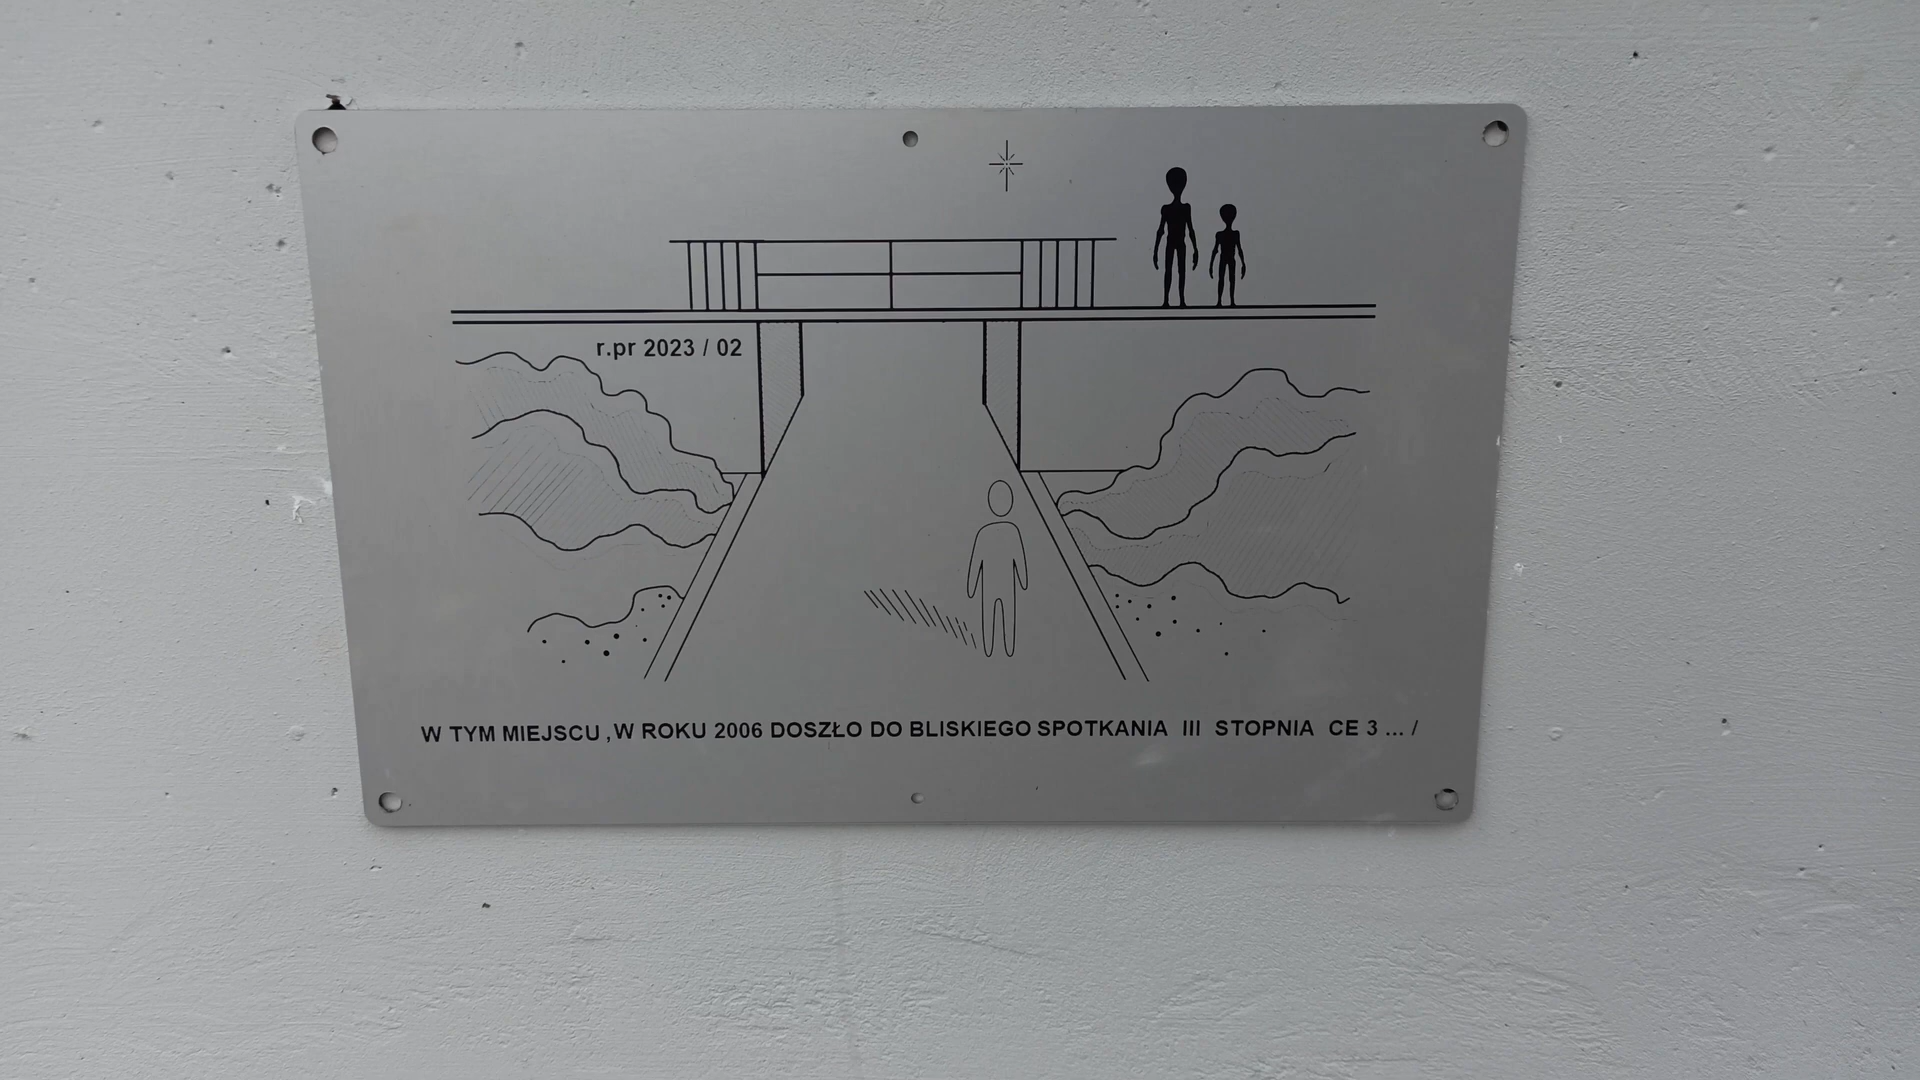 r.pr 2023 / 02
W TYM MIEJSCU , W ROKU 2006 DOSZŁO DO BLISKIEGO SPOTKANIA III STOPNIA CE 3 ... /